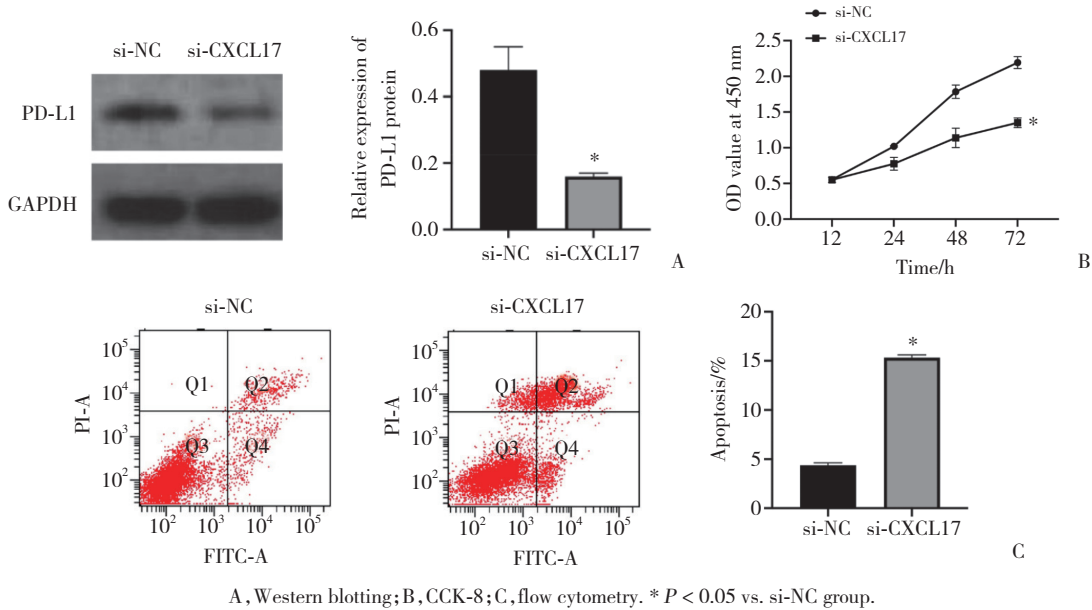 si-NC si-CXCL17
PD-L1
GAPDH
Relative expression of
PD-L1 protein
0.6
0.4
0.2
0.0
*
si-NC si-CXCL17
A
si-NC
si-CXCL17
OD value at 450 nm
2.5
2.0
1.5
1.0
0.5
0.0
*
12 24 48 72
Time/h
B
si-NC
PI-A
10^5
10^4
10^3
10^2
Q1 Q2
Q3 Q4
10^2 10^3 10^4 10^5
FITC-A
si-CXCL17
PI-A
10^5
10^4
10^3
10^2
Q1 Q2
Q3 Q4
10^2 10^3 10^4 10^5
FITC-A
Apoptosis/%
20
15
10
5
0
*
si-NC si-CXCL17
C
A, Western blotting; B, CCK-8; C, flow cytometry. * P < 0.05 vs. si-NC group.